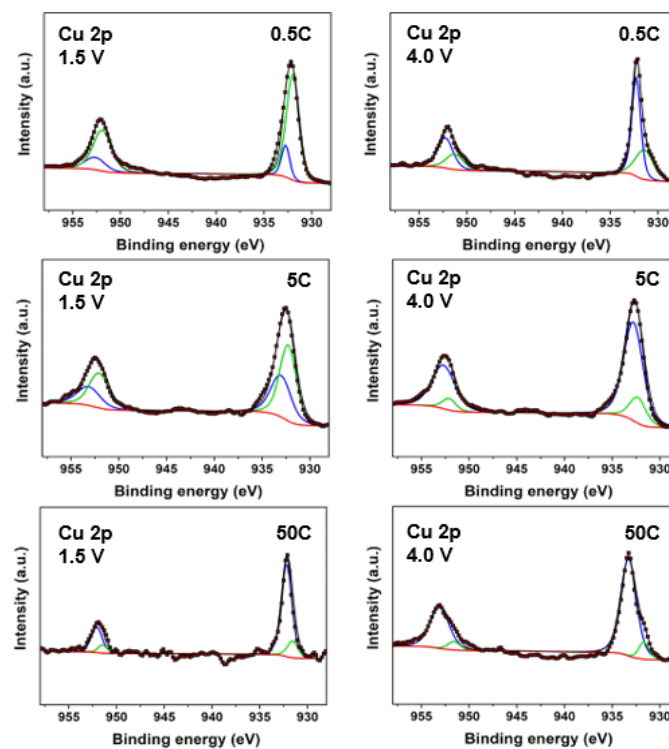 Cu 2p 0.5C
1.5 V
Intensity (a.u.)
955 950 945 940 935 930
Binding energy (eV)
Cu 2p 0.5C
4.0 V
Intensity (a.u.)
955 950 945 940 935 930
Binding energy (eV)
Cu 2p 5C
1.5 V
Intensity (a.u.)
955 950 945 940 935 930
Binding energy (eV)
Cu 2p 5C
4.0 V
Intensity (a.u.)
955 950 945 940 935 930
Binding energy (eV)
Cu 2p 50C
1.5 V
Intensity (a.u.)
955 950 945 940 935 930
Binding energy (eV)
Cu 2p 50C
4.0 V
Intensity (a.u.)
955 950 945 940 935 930
Binding energy (eV)